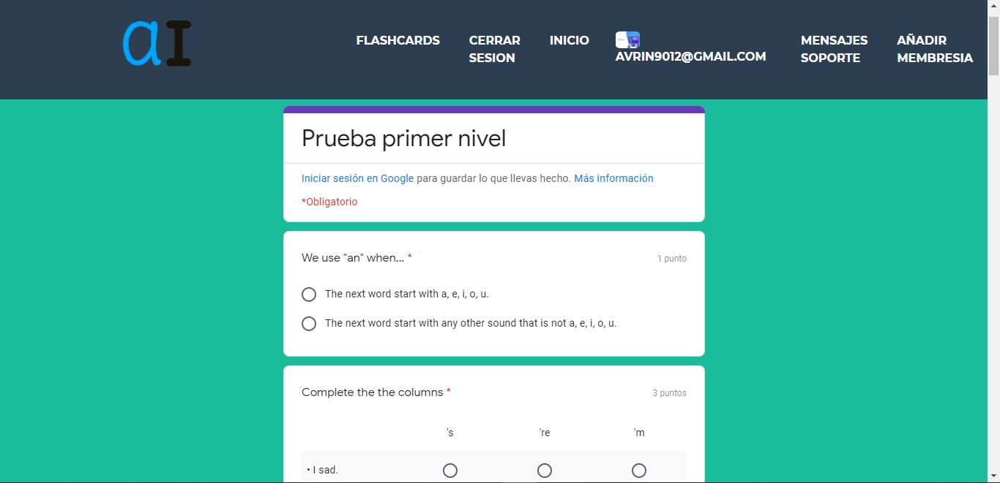 aI
FLASHCARDS
CERRAR
SESION
INICIO
AVRIN9012@GMAIL.COM
MENSAJES
SOPORTE
AÑADIR
MEMBRESIA
Prueba primer nivel
Iniciar sesión en Google para guardar lo que llevas hecho. Más información
*Obligatorio
We use "an" when... *
1 punto
The next word start with a, e, i, o, u.
The next word start with any other sound that is not a, e, i, o, u.
Complete the the columns *
3 puntos
's 're 'm
• I sad.